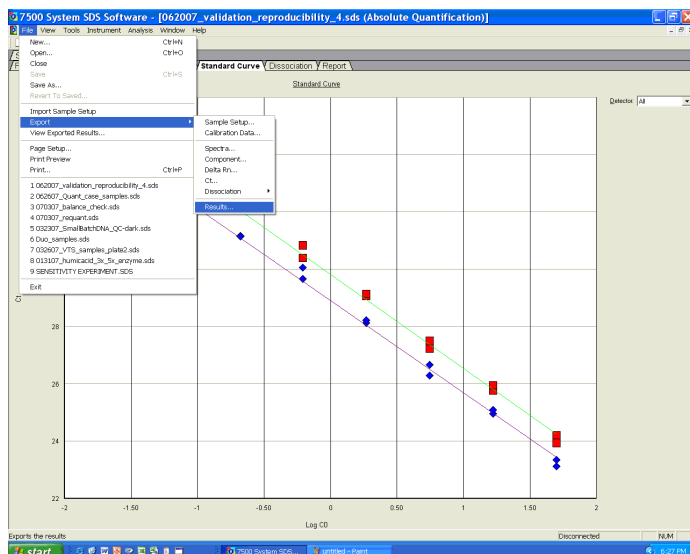 7500 System SDS Software - [062007_validation_reproducibility_4.sds (Absolute Quantification)]
File View Tools Instrument Analysis Window Help
New... Ctrl+N
Open... Ctrl+O
Close
Save Ctrl+S
Save As...
Revert To Saved...
Import Sample Setup
Export
View Exported Results...
Page Setup...
Print Preview
Print... Ctrl+P
1 062007_validation_reproducibility_4.sds
2 062607_Quant_case_samples.sds
3 070307_balance_check.sds
4 070307_requant.sds
5 032307_SmallBatchDNA_QC-dark.sds
6 Duo_samples.sds
7 032607_VTS_samples_plate2.sds
8 013107_humicacid_3x_5x_enzyme.sds
9 SENSITIVITY EXPERIMENT.SDS
Exit
Sample Setup...
Calibration Data...
Spectra...
Component...
Delta Rn...
Ct...
Dissociation
Results...
Standard Curve Dissociation Report
Standard Curve
Detector: All
28
26
24
22
-2 -1.50 -1 -0.50 0 0.50 1 1.50 2
Log C0
Exports the results Disconnected NUM
start 7500 System SDS... untitled - Paint 6:27 PM